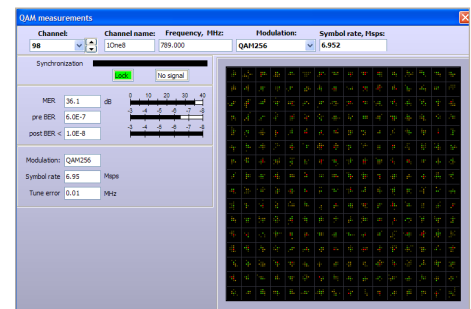 QAM measurements
Channel: Channel name: Frequency, MHz: Modulation: Symbol rate, Msps:
98 1One8 789.000 QAM256 6.952
Synchronization
Lock No signal
0 10 20 30 40
MER 36.1 dB
-3 -4 -5 -6 -7 -8
pre BER 6.0E-7
-3 -4 -5 -6 -7 -8
post BER < 1.0E-8
Modulation: QAM256
Symbol rate 6.95 Msps
Tune error 0.01 MHz